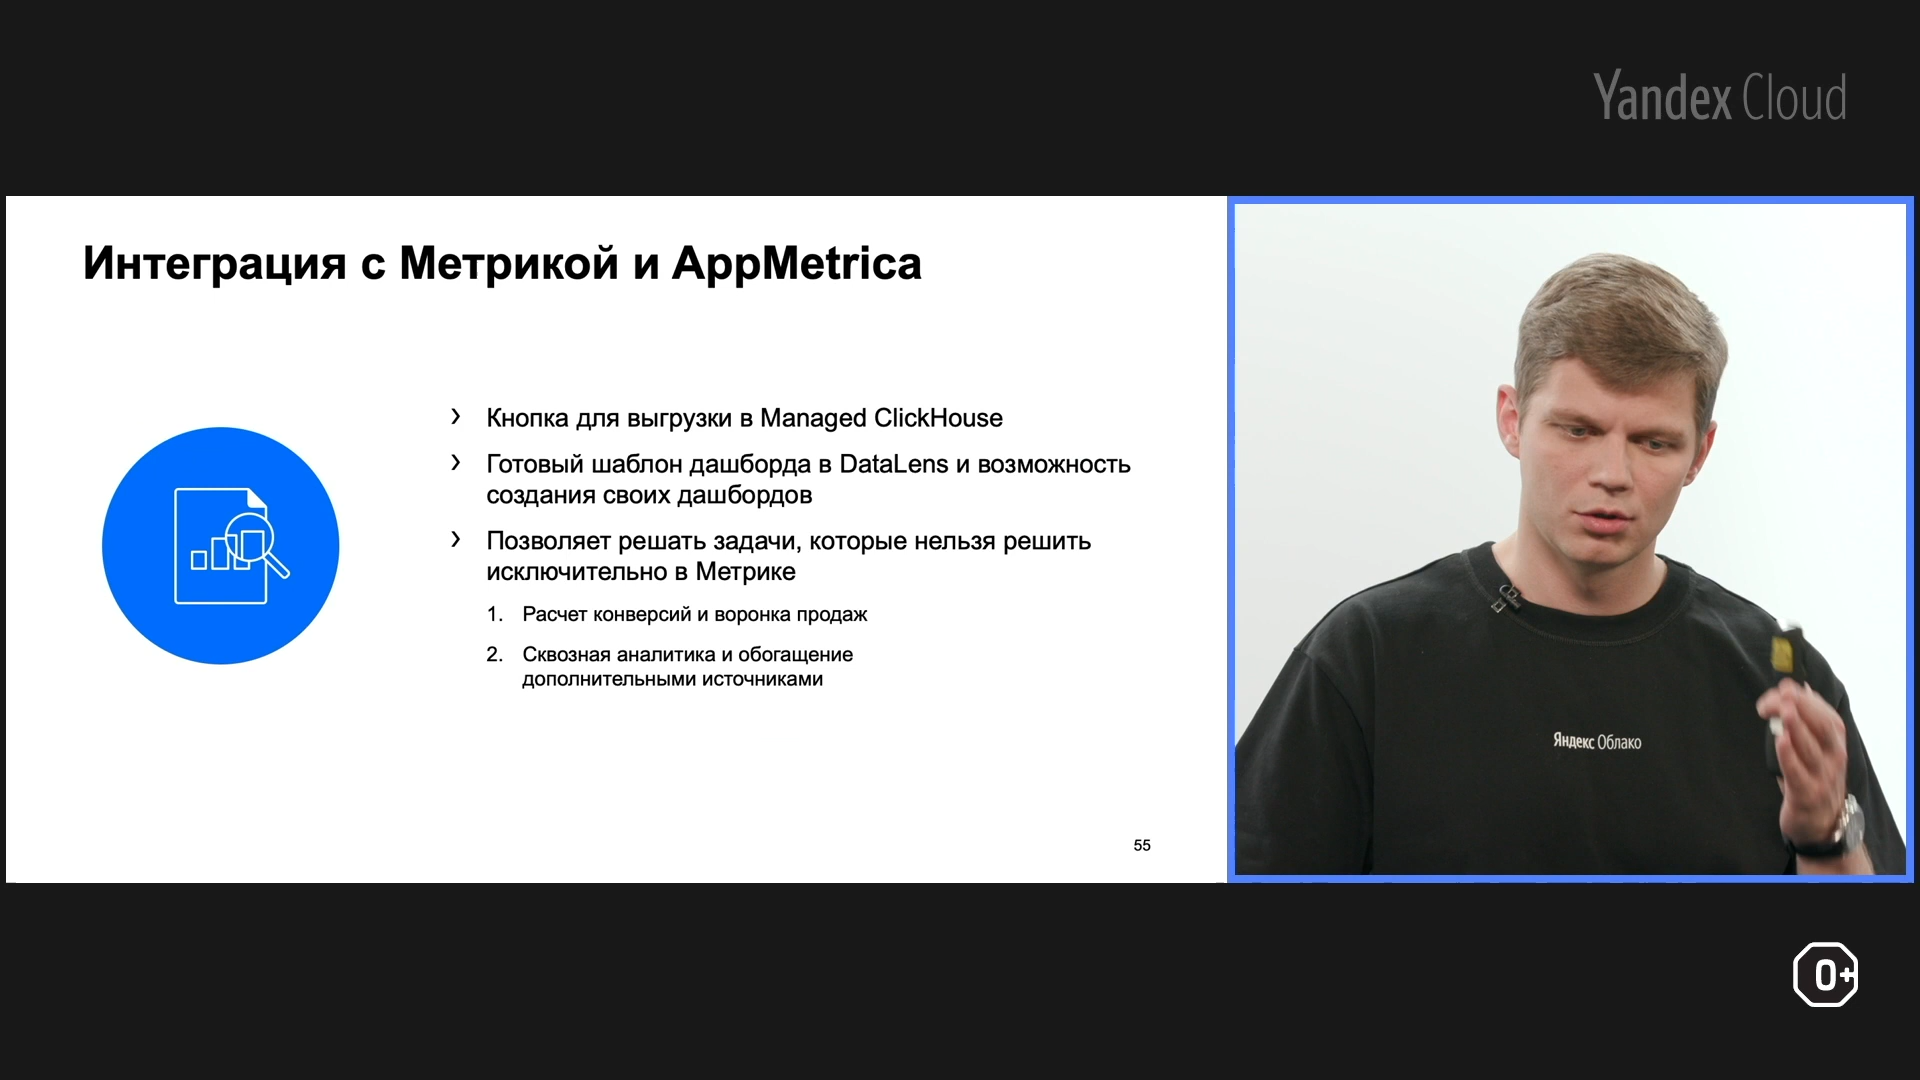 Yandex Cloud
Интеграция с Метрикой и AppMetrica
› Кнопка для выгрузки в Managed ClickHouse
› Готовый шаблон дашборда в DataLens и возможность
создания своих дашбордов
› Позволяет решать задачи, которые нельзя решить
исключительно в Метрике
1. Расчет конверсий и воронка продаж
2. Сквозная аналитика и обогащение
дополнительными источниками
55
Яндекс Облако
0+